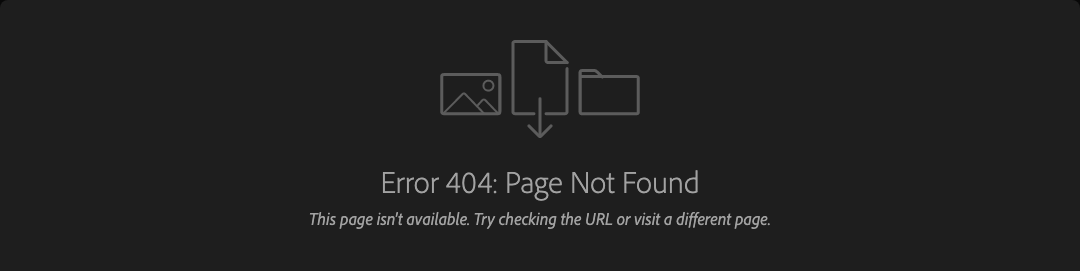 Error 404: Page Not Found
This page isn't available. Try checking the URL or visit a different page.